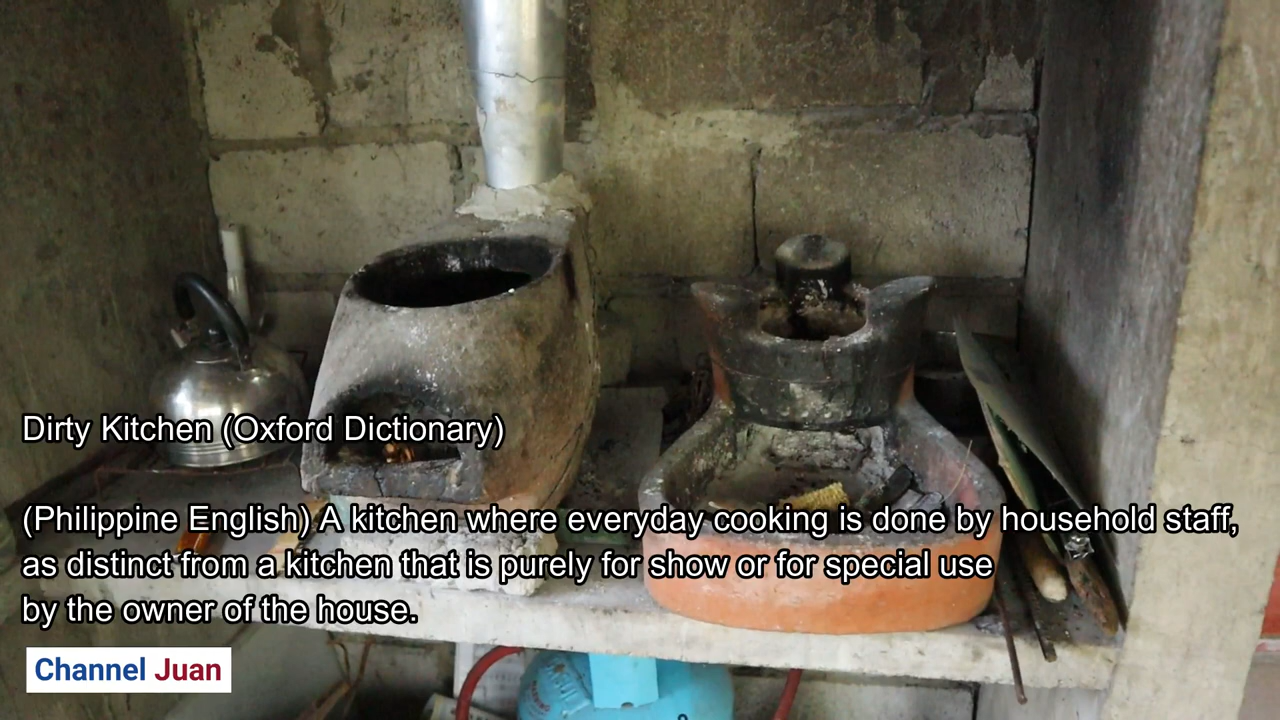 Dirty Kitchen (Oxford Dictionary)
(Philippine English) A kitchen where everyday cooking is done by household staff,
as distinct from a kitchen that is purely for show or for special use
by the owner of the house.
Channel Juan